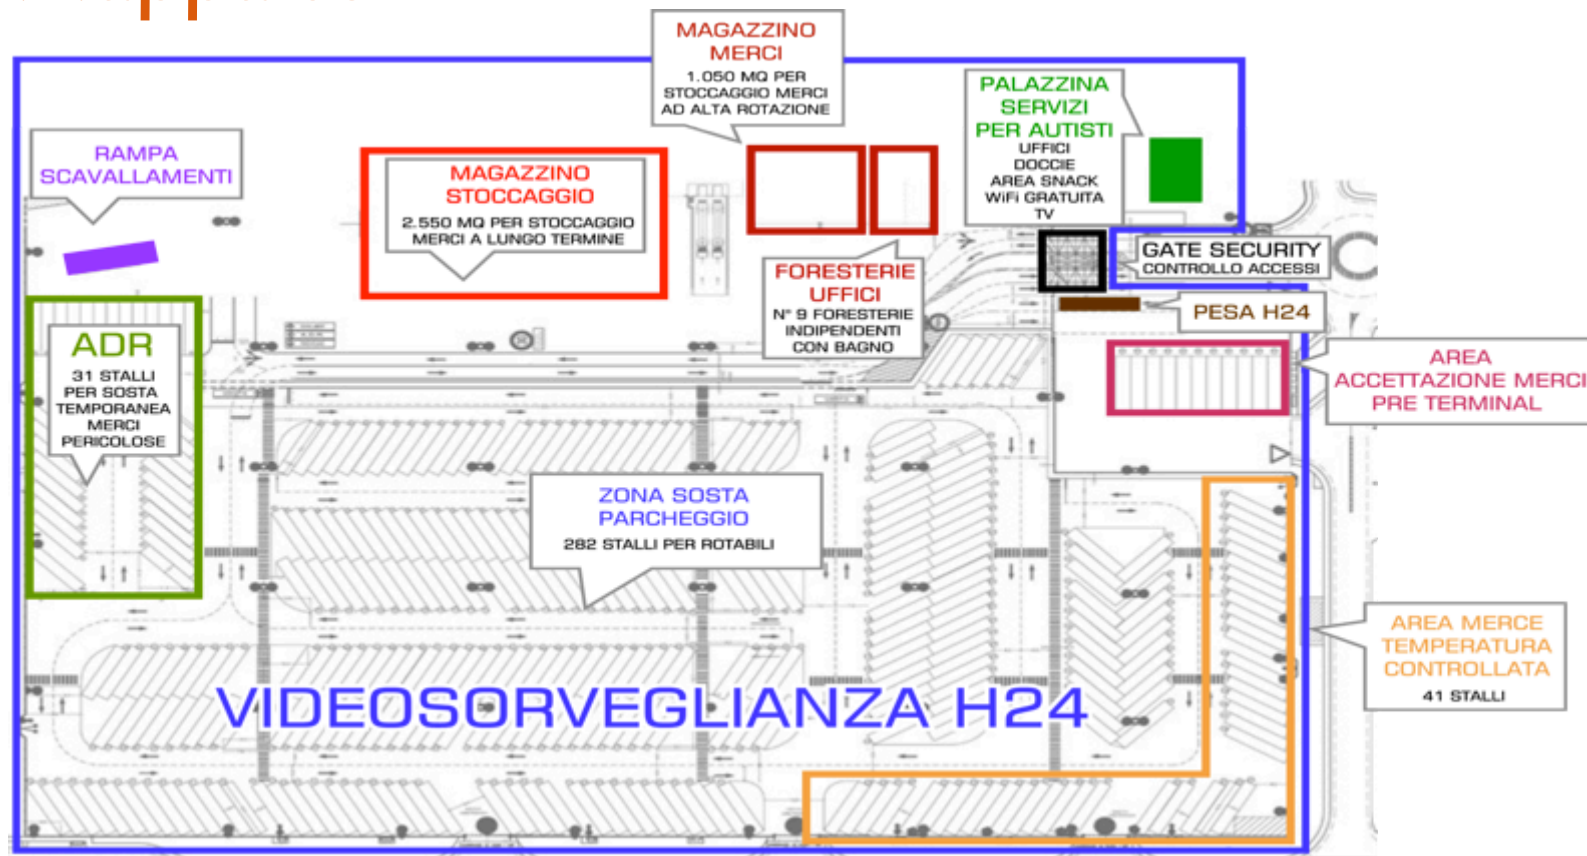 MAGAZZINO
MERCI
1.050 MQ PER
STOCCAGGIO MERCI
AD ALTA ROTAZIONE
PALAZZINA
SERVIZI
PER AUTISTI
UFFICI
DOCCIE
AREA SNACK
WiFi GRATUITA
TV
RAMPA
SCAVALLAMENTI
MAGAZZINO
STOCCAGGIO
2.550 MQ PER STOCCAGGIO
MERCI A LUNGO TERMINE
GATE SECURITY
CONTROLLO ACCESSI
FORESTERIE
UFFICI
N° 9 FORESTERIE
INDIPENDENTI
CON BAGNO
PESA H24
ADR
31 STALLI
PER SOSTA
TEMPORANEA
MERCI
PERICOLOSE
AREA
ACCETTAZIONE MERCI
PRE TERMINAL
ZONA SOSTA
PARCHEGGIO
282 STALLI PER ROTABILI
AREA MERCE
TEMPERATURA
CONTROLLATA
41 STALLI
VIDEOSORVEGLIANZA H24